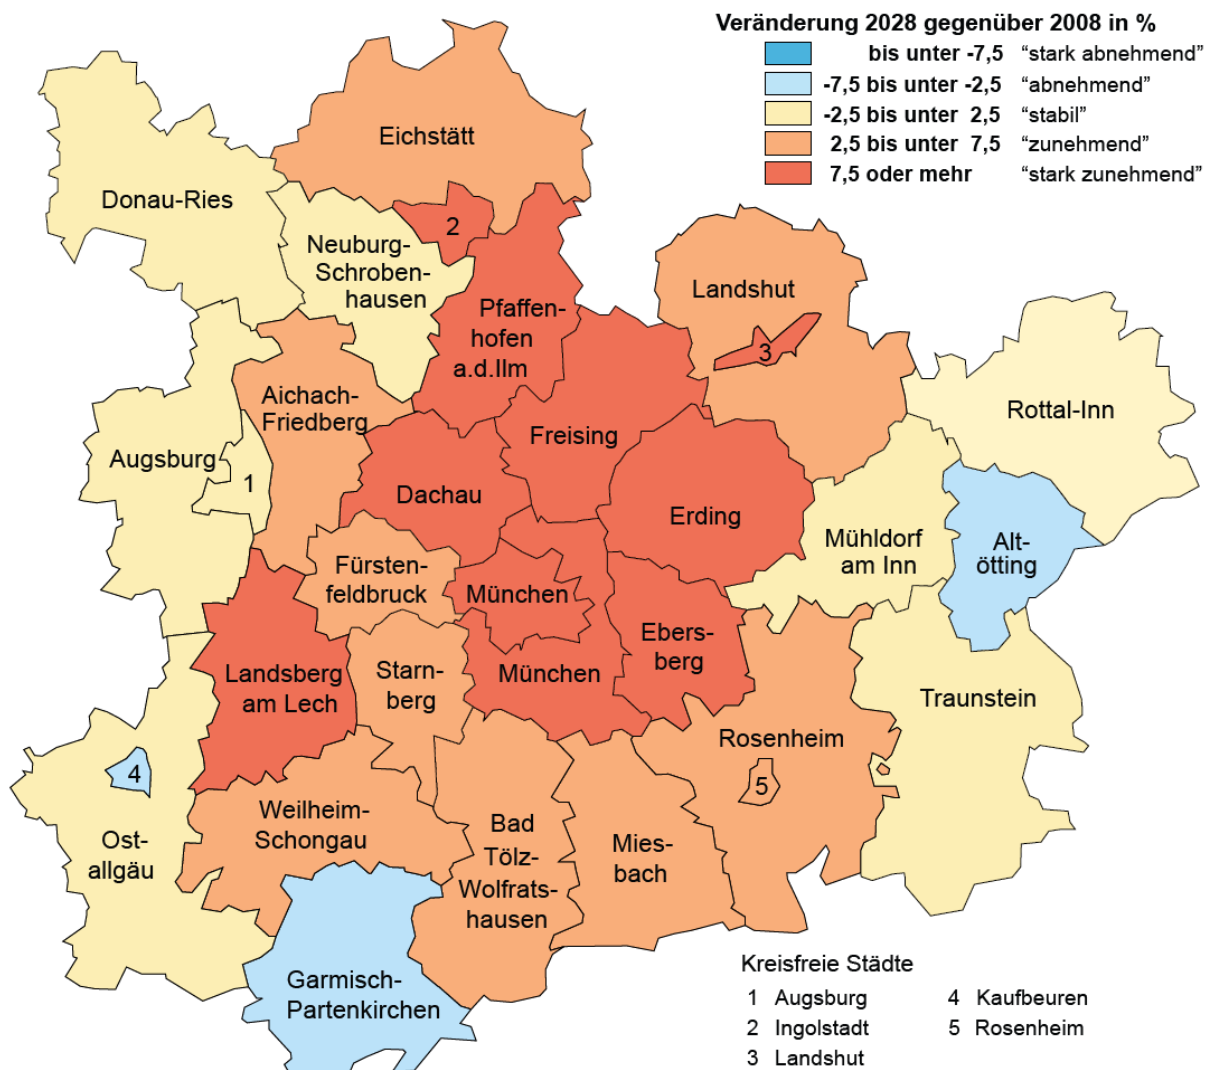 Veränderung 2028 gegenüber 2008 in %
bis unter -7,5 “stark abnehmend”
-7,5 bis unter -2,5 “abnehmend”
-2,5 bis unter 2,5 “stabil”
2,5 bis unter 7,5 “zunehmend”
7,5 oder mehr “stark zunehmend”
Eichstätt
Donau-Ries
2
Neuburg-
Schroben-
hausen
Landshut
Pfaffen-
hofen
a.d.Ilm
3
Aichach-
Friedberg
Rottal-Inn
Freising
Augsburg
1
Dachau
Erding
Mühldorf
am Inn
Alt-
ötting
Fürsten-
feldbruck
München
Ebers-
berg
Landsberg
am Lech
Starn-
berg
München
Traunstein
Rosenheim
4
5
Weilheim-
Schongau
Ost-
allgäu
Bad
Tölz-
Wolfrats-
hausen
Mies-
bach
Garmisch-
Partenkirchen
Kreisfreie Städte
1 Augsburg
2 Ingolstadt
3 Landshut
4 Kaufbeuren
5 Rosenheim